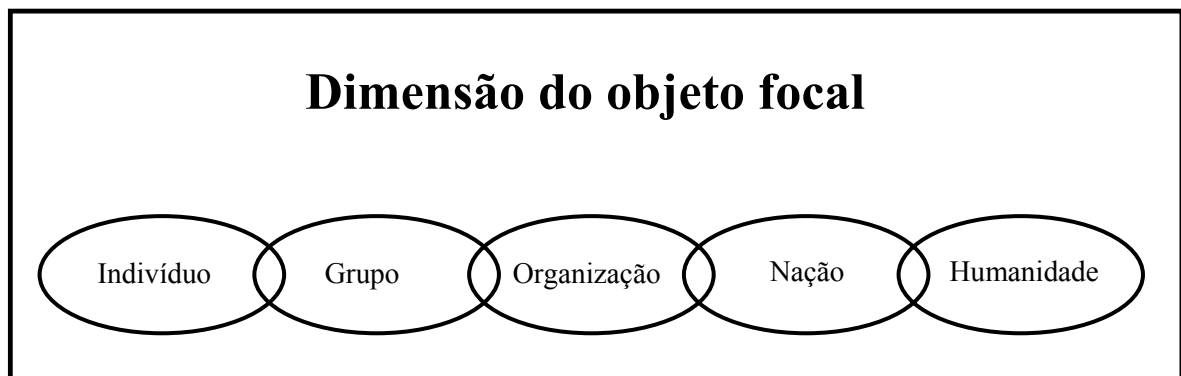 Dimensão do objeto focal
Indivíduo Grupo Organização Nação Humanidade